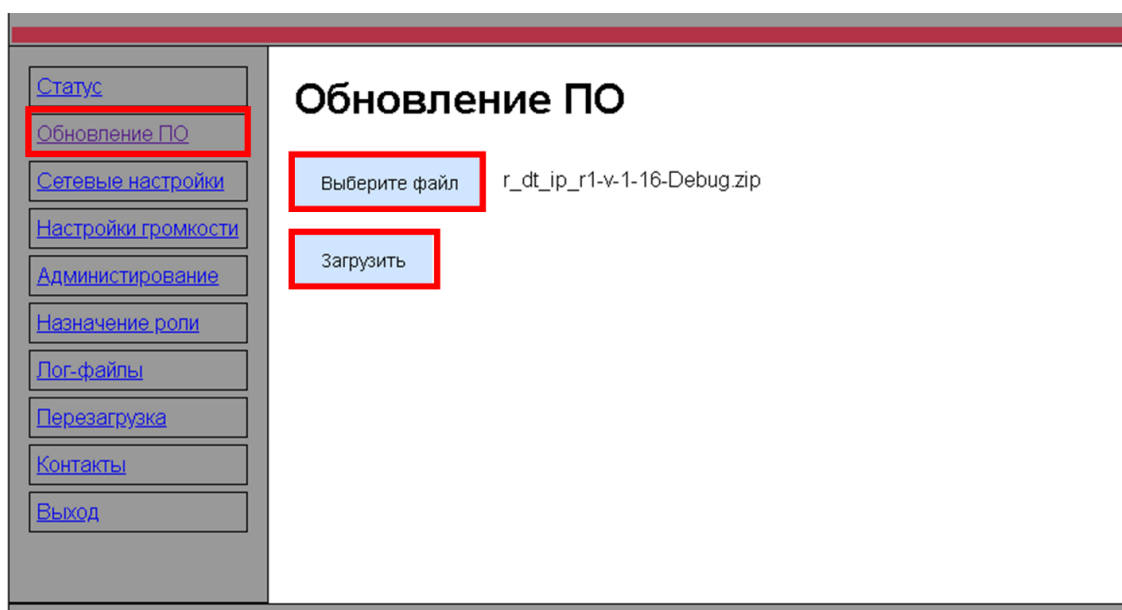 Статус
Обновление ПО
Сетевые настройки
Настройки громкости
Администирование
Назначение роли
Лог-файлы
Перезагрузка
Контакты
Выход
Обновление ПО
Выберите файл r_dt_ip_r1-v-1-16-Debug.zip
Загрузить